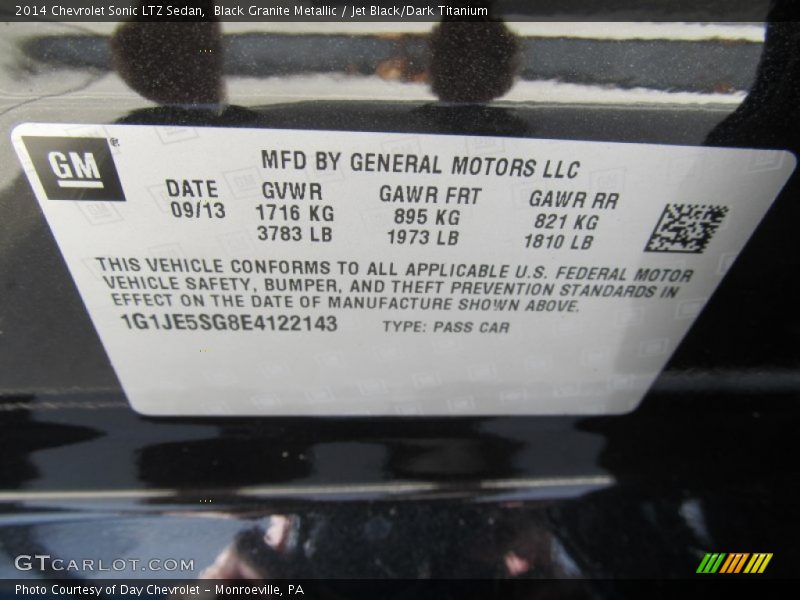 2014 Chevrolet Sonic LTZ Sedan, Black Granite Metallic / Jet Black/Dark Titanium
GM®
MFD BY GENERAL MOTORS LLC
DATE GVWR GAWR FRT GAWR RR
09/13 1716 KG 895 KG 821 KG
3783 LB 1973 LB 1810 LB
THIS VEHICLE CONFORMS TO ALL APPLICABLE U.S. FEDERAL MOTOR
VEHICLE SAFETY, BUMPER, AND THEFT PREVENTION STANDARDS IN
EFFECT ON THE DATE OF MANUFACTURE SHOWN ABOVE.
1G1JE5SG8E4122143 TYPE: PASS CAR
GTCARLOT.COM
Photo Courtesy of Day Chevrolet - Monroeville, PA